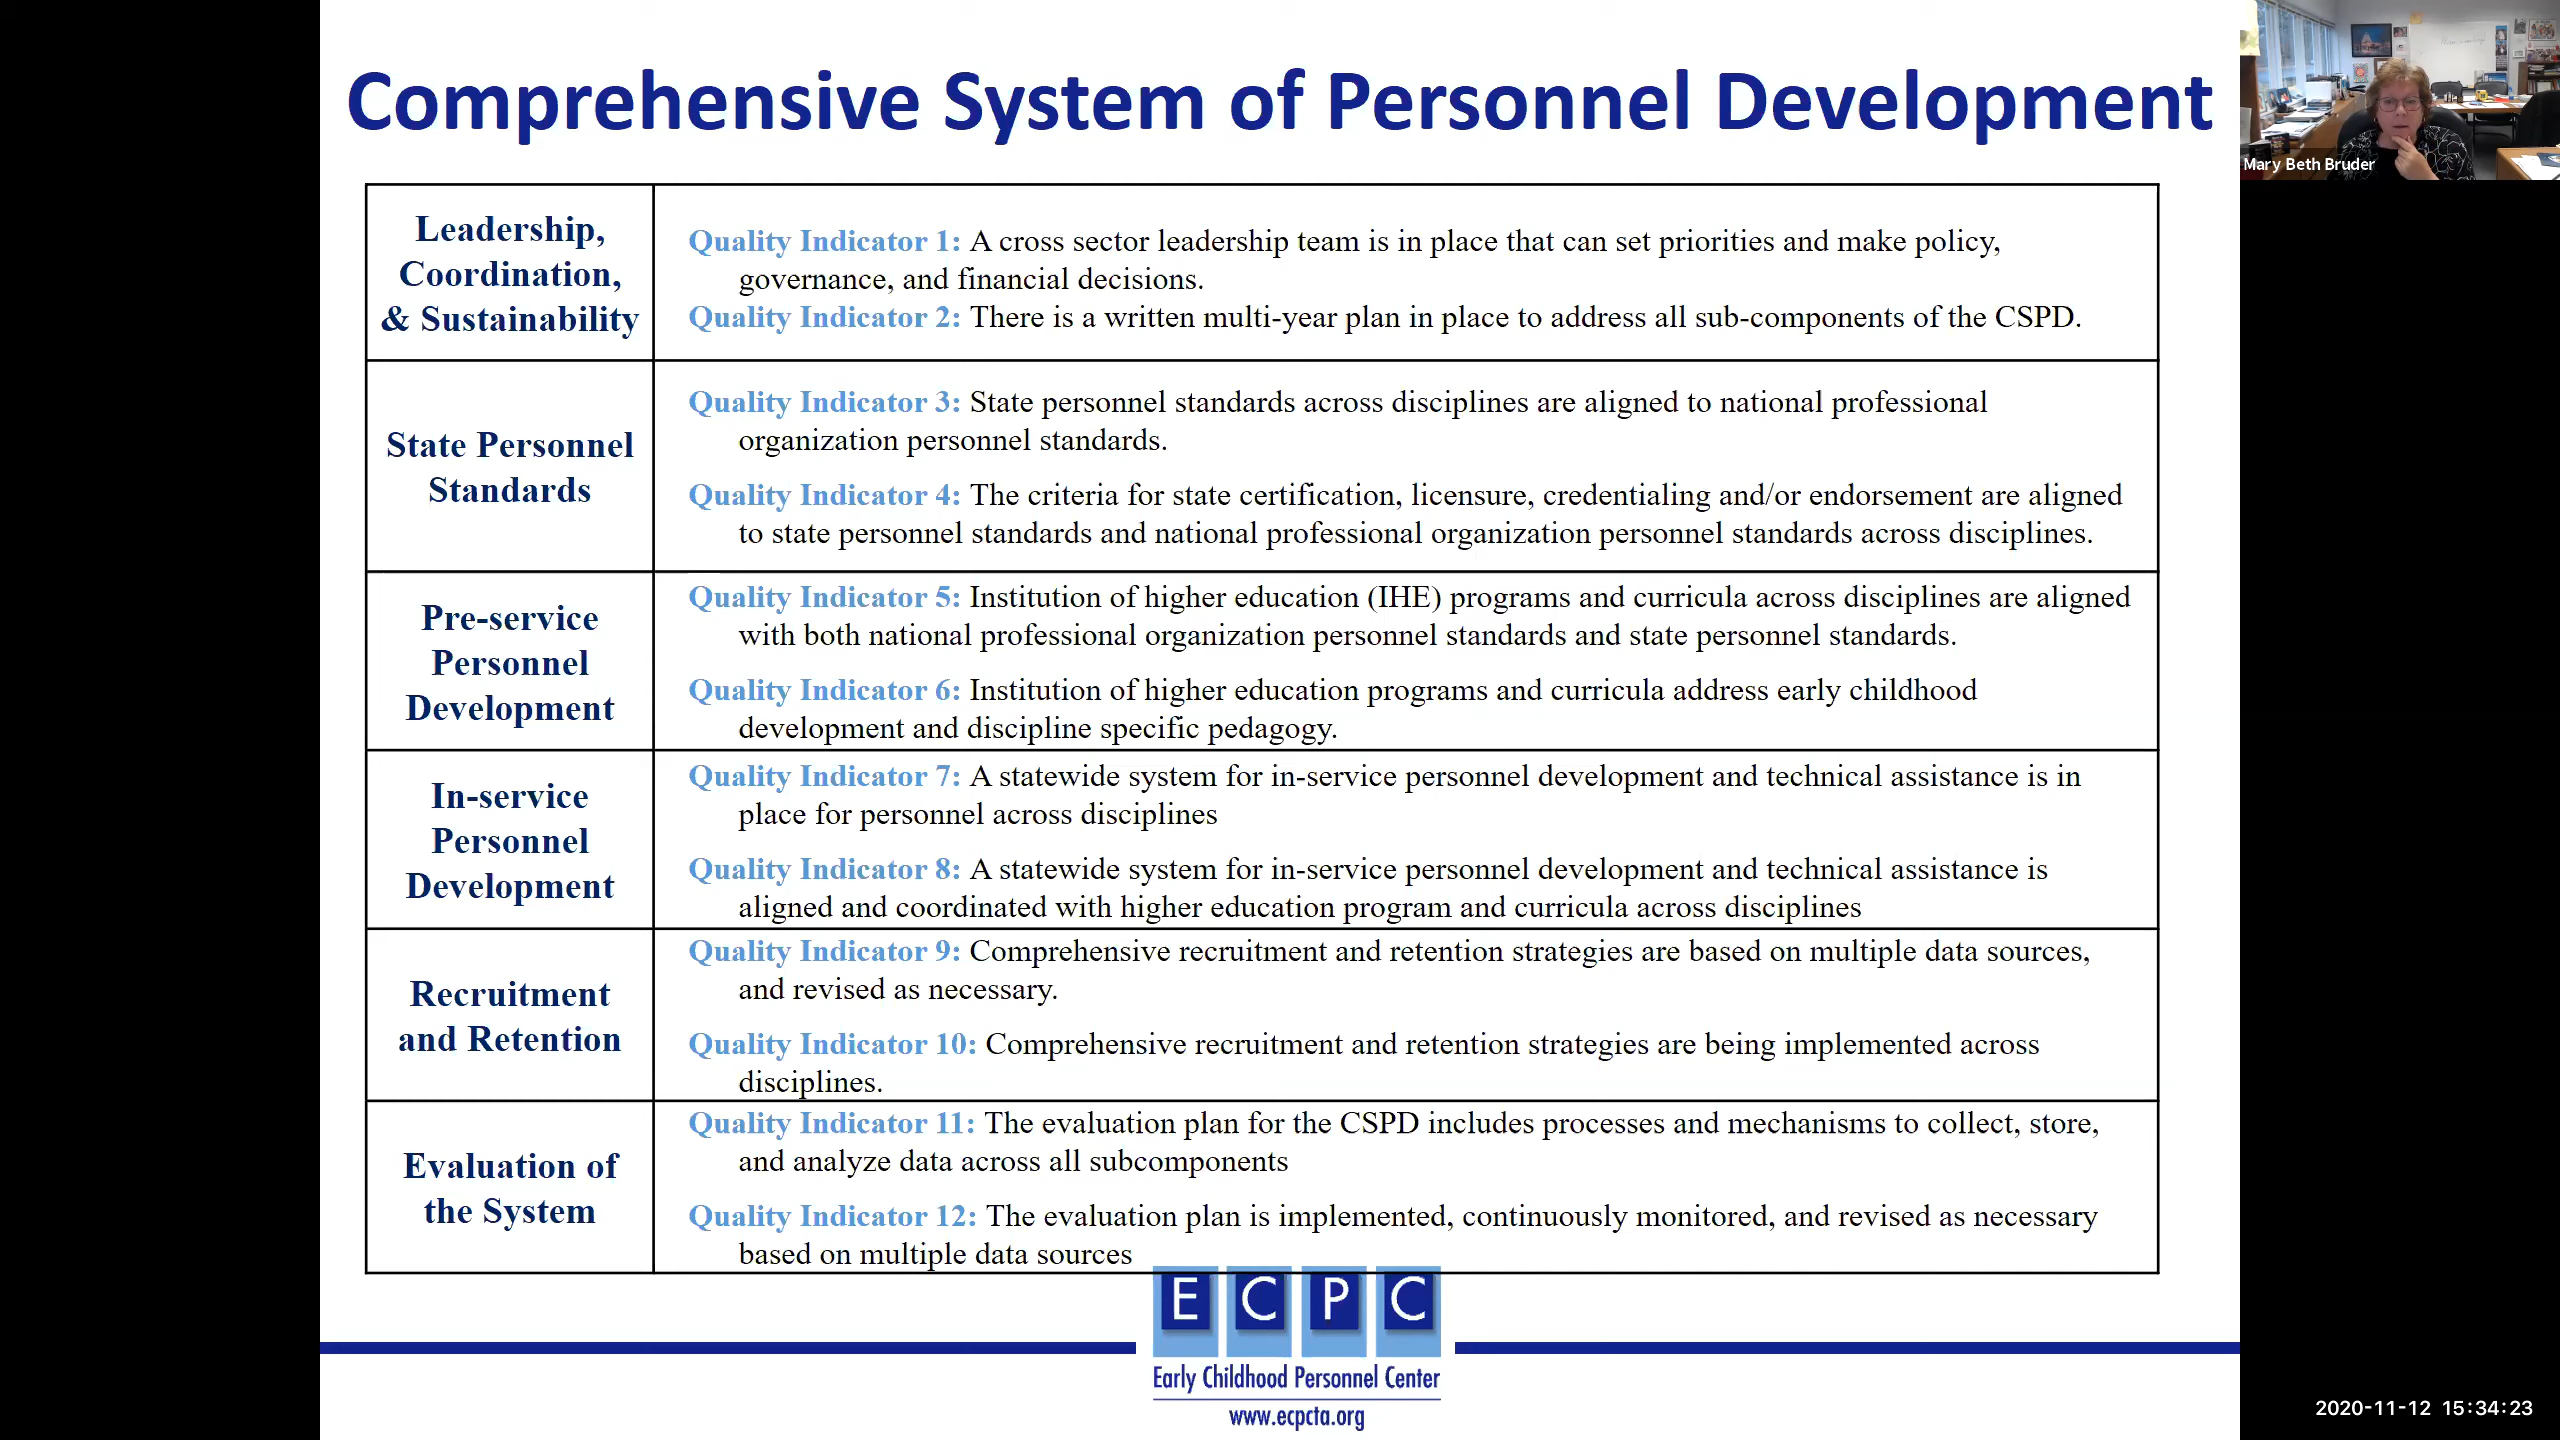 Comprehensive System of Personnel Development
Mary Beth Bruder
Leadership,
Coordination,
& Sustainability
Quality Indicator 1: A cross sector leadership team is in place that can set priorities and make policy,
governance, and financial decisions.
Quality Indicator 2: There is a written multi-year plan in place to address all sub-components of the CSPD.
State Personnel
Standards
Quality Indicator 3: State personnel standards across disciplines are aligned to national professional
organization personnel standards.
Quality Indicator 4: The criteria for state certification, licensure, credentialing and/or endorsement are aligned
to state personnel standards and national professional organization personnel standards across disciplines.
Pre-service
Personnel
Development
Quality Indicator 5: Institution of higher education (IHE) programs and curricula across disciplines are aligned
with both national professional organization personnel standards and state personnel standards.
Quality Indicator 6: Institution of higher education programs and curricula address early childhood
development and discipline specific pedagogy.
In-service
Personnel
Development
Quality Indicator 7: A statewide system for in-service personnel development and technical assistance is in
place for personnel across disciplines
Quality Indicator 8: A statewide system for in-service personnel development and technical assistance is
aligned and coordinated with higher education program and curricula across disciplines
Recruitment
and Retention
Quality Indicator 9: Comprehensive recruitment and retention strategies are based on multiple data sources,
and revised as necessary.
Quality Indicator 10: Comprehensive recruitment and retention strategies are being implemented across
disciplines.
Evaluation of
the System
Quality Indicator 11: The evaluation plan for the CSPD includes processes and mechanisms to collect, store,
and analyze data across all subcomponents
Quality Indicator 12: The evaluation plan is implemented, continuously monitored, and revised as necessary
based on multiple data sources
E C P C
Early Childhood Personnel Center
www.ecpcta.org
2020-11-12 15:34:23